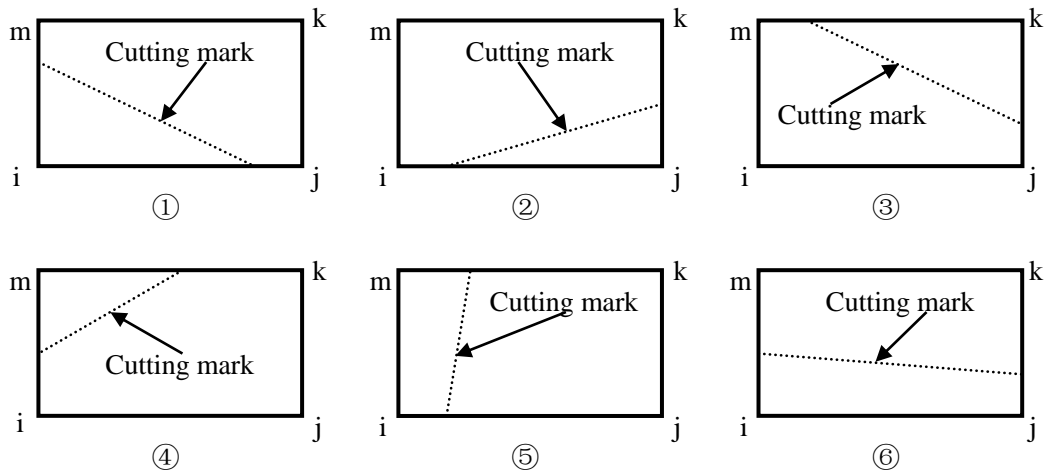 m k m k m k
Cutting mark Cutting mark
Cutting mark
i j i j i j
① ② ③
m k m k m k
Cutting mark Cutting mark
Cutting mark
i j i j i j
④ ⑤ ⑥